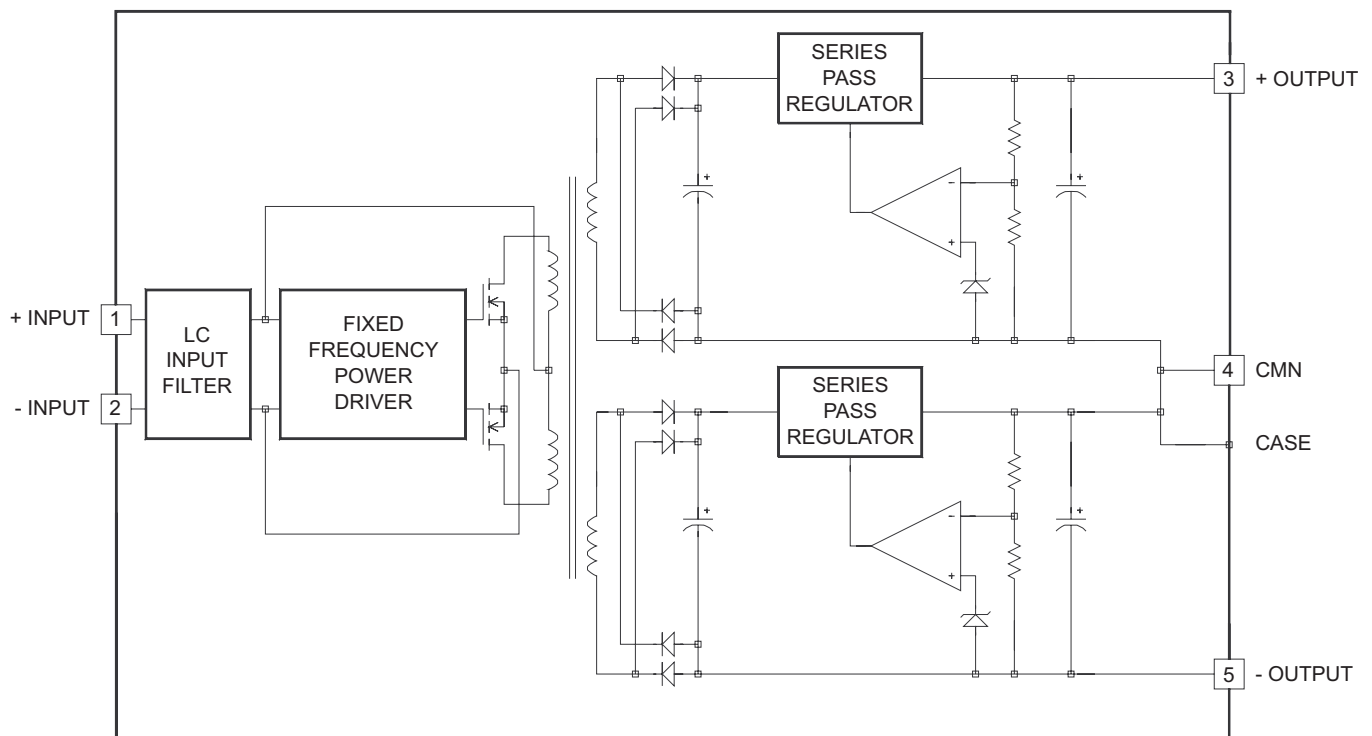 SERIES
PASS
REGULATOR
3 + OUTPUT
+
-
+
+
+ INPUT 1
- INPUT 2
LC
INPUT
FILTER
FIXED
FREQUENCY
POWER
DRIVER
4 CMN
CASE
SERIES
PASS
REGULATOR
+
-
+
+
5 - OUTPUT